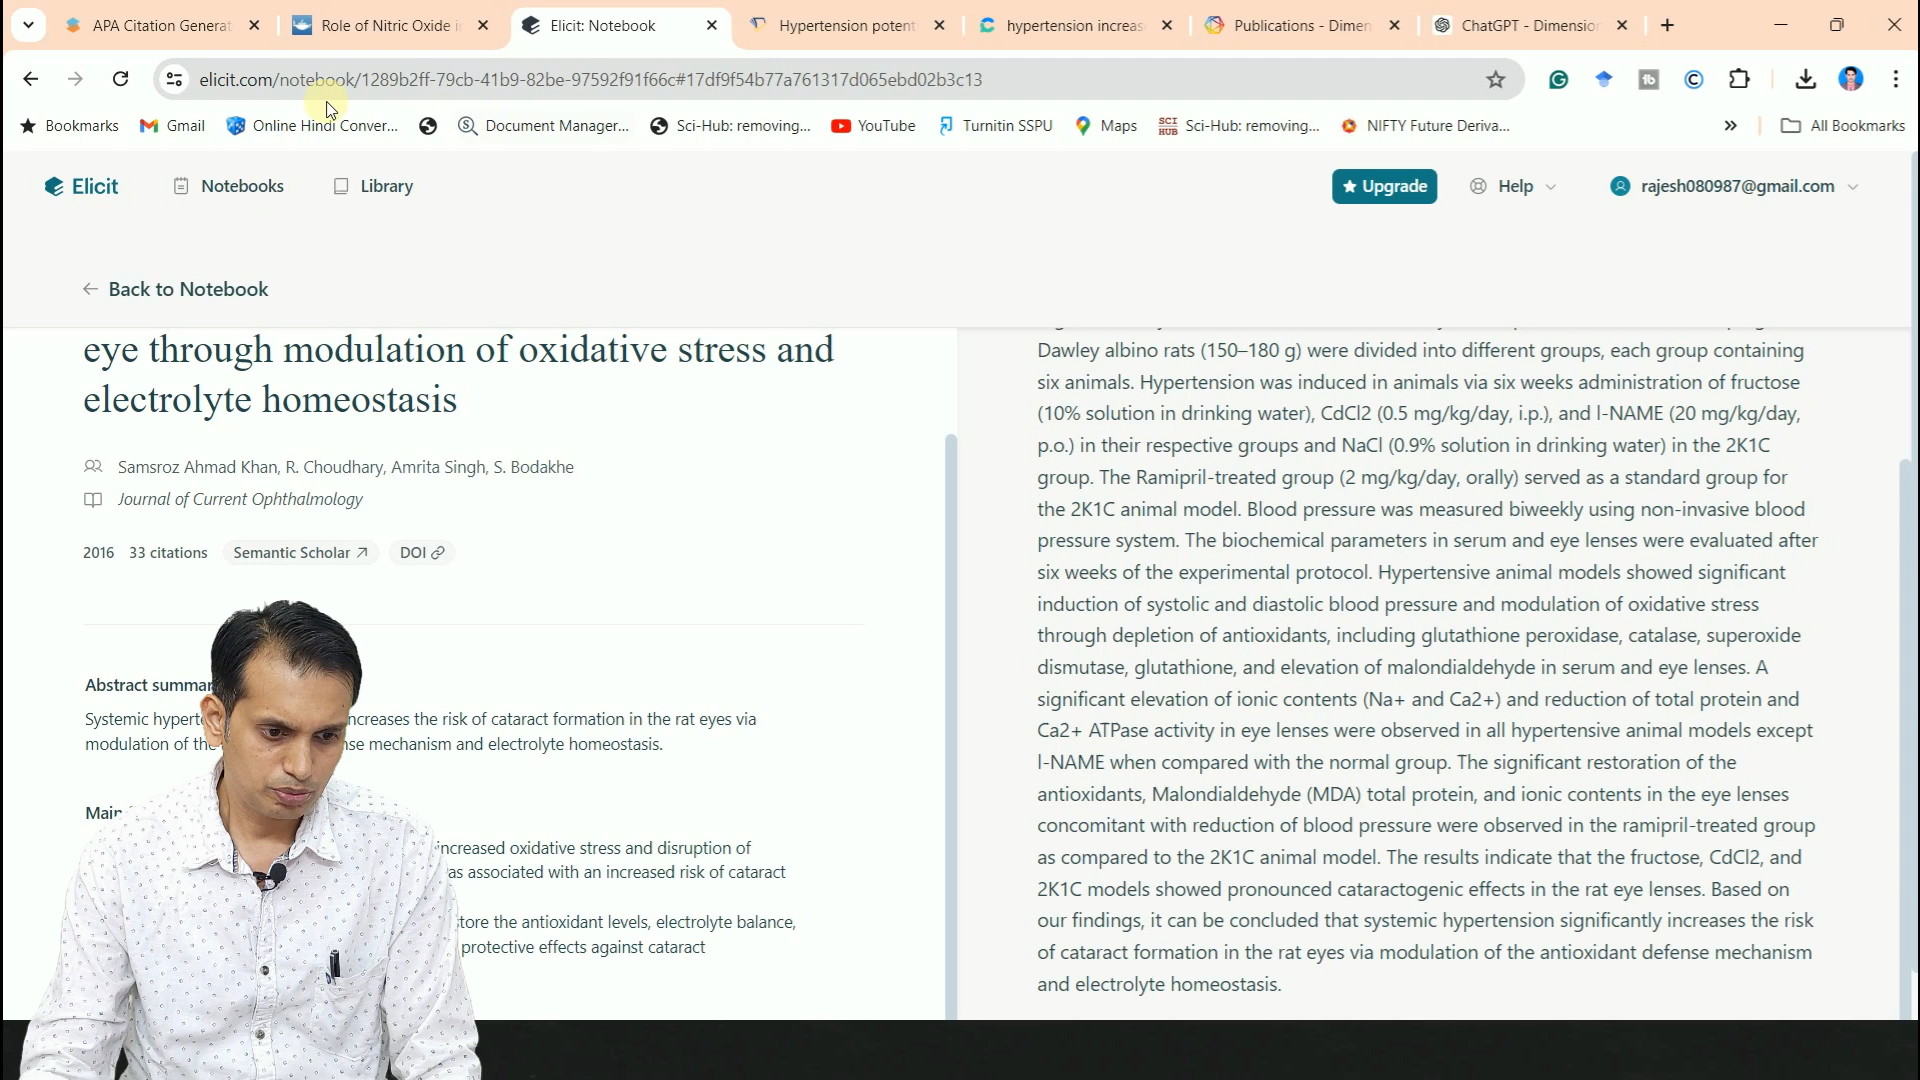 APA Citation Generat
Role of Nitric Oxide i
Elicit: Notebook
Hypertension potent
hypertension increas
Publications - Dimen
ChatGPT - Dimension
elicit.com/notebook/1289b2ff-79cb-41b9-82be-97592f91f66c#17df9f54b77a761317d065ebd02b3c13
Bookmarks
Gmail
Online Hindi Conver...
Document Manager...
Sci-Hub: removing...
YouTube
Turnitin SSPU
Maps
SCI HUB
Sci-Hub: removing...
NIFTY Future Deriva...
All Bookmarks
Elicit
Notebooks
Library
Upgrade
Help
rajesh080987@gmail.com
Back to Notebook
eye through modulation of oxidative stress and
electrolyte homeostasis
Samsroz Ahmad Khan, R. Choudhary, Amrita Singh, S. Bodakhe
Journal of Current Ophthalmology
2016 33 citations Semantic Scholar DOI
Abstract summar
Systemic hypert ncreases the risk of cataract formation in the rat eyes via
modulation of the nse mechanism and electrolyte homeostasis.
Main
increased oxidative stress and disruption of
as associated with an increased risk of cataract
tore the antioxidant levels, electrolyte balance,
protective effects against cataract
Dawley albino rats (150–180 g) were divided into different groups, each group containing
six animals. Hypertension was induced in animals via six weeks administration of fructose
(10% solution in drinking water), CdCl2 (0.5 mg/kg/day, i.p.), and l-NAME (20 mg/kg/day,
p.o.) in their respective groups and NaCl (0.9% solution in drinking water) in the 2K1C
group. The Ramipril-treated group (2 mg/kg/day, orally) served as a standard group for
the 2K1C animal model. Blood pressure was measured biweekly using non-invasive blood
pressure system. The biochemical parameters in serum and eye lenses were evaluated after
six weeks of the experimental protocol. Hypertensive animal models showed significant
induction of systolic and diastolic blood pressure and modulation of oxidative stress
through depletion of antioxidants, including glutathione peroxidase, catalase, superoxide
dismutase, glutathione, and elevation of malondialdehyde in serum and eye lenses. A
significant elevation of ionic contents (Na+ and Ca2+) and reduction of total protein and
Ca2+ ATPase activity in eye lenses were observed in all hypertensive animal models except
l-NAME when compared with the normal group. The significant restoration of the
antioxidants, Malondialdehyde (MDA) total protein, and ionic contents in the eye lenses
concomitant with reduction of blood pressure were observed in the ramipril-treated group
as compared to the 2K1C animal model. The results indicate that the fructose, CdCl2, and
2K1C models showed pronounced cataractogenic effects in the rat eye lenses. Based on
our findings, it can be concluded that systemic hypertension significantly increases the risk
of cataract formation in the rat eyes via modulation of the antioxidant defense mechanism
and electrolyte homeostasis.